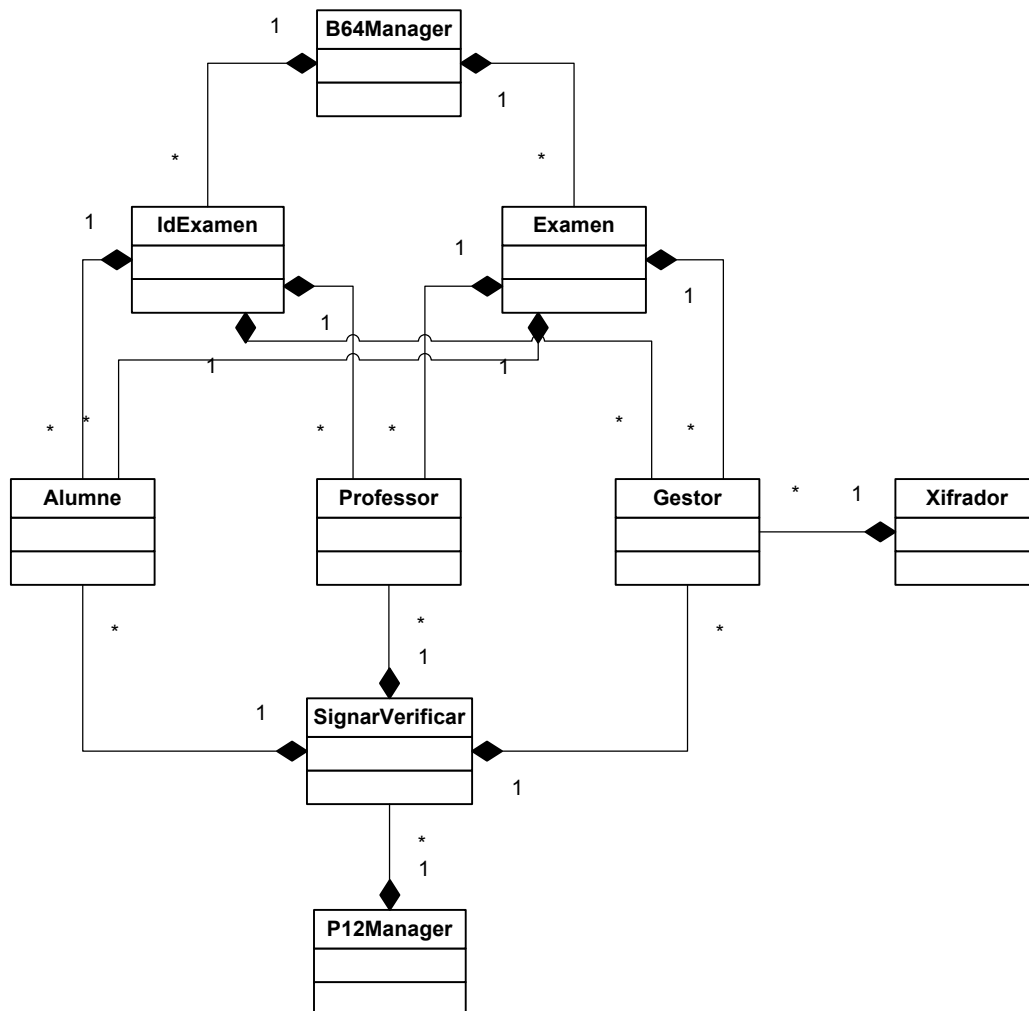 1
B64Manager
1
*
*
1
IdExamen
Examen
1
1
1
1
1
*
*
*
*
*
*
Alumne
Professor
Gestor
*
1
Xifrador
*
*
*
1
1
SignarVerificar
1
*
1
P12Manager